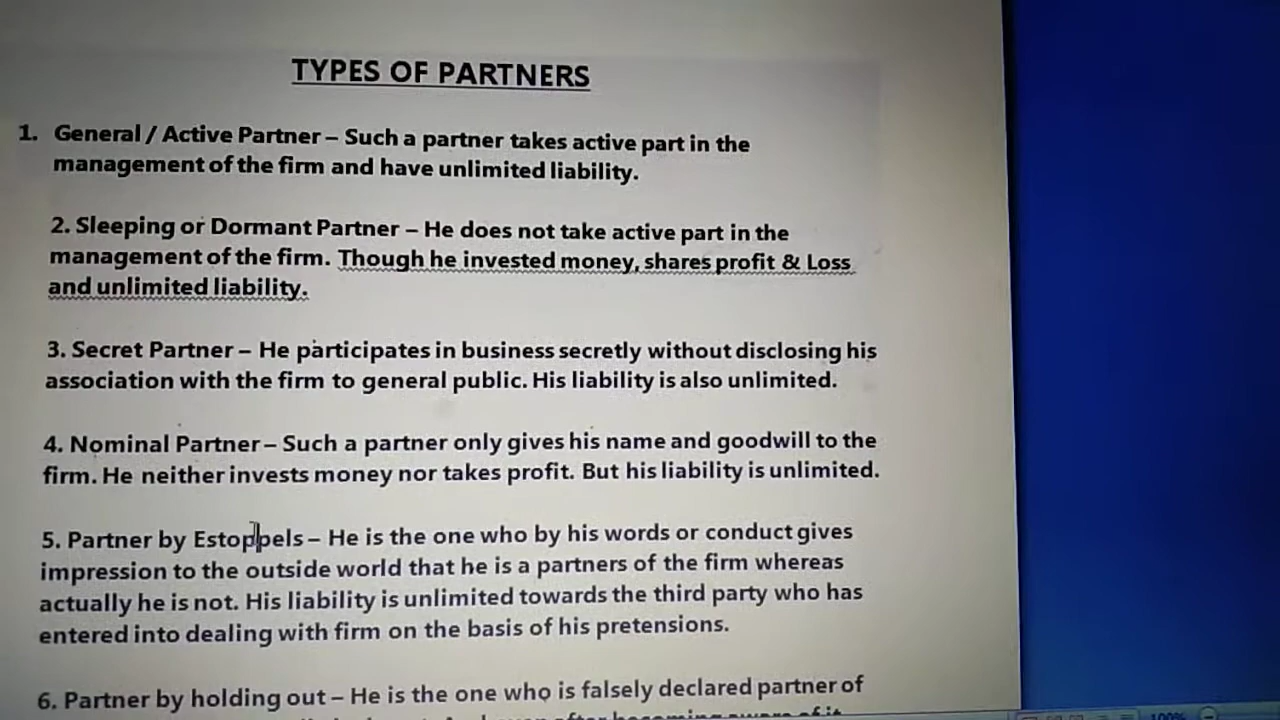 TYPES OF PARTNERS
1. General / Active Partner – Such a partner takes active part in the
management of the firm and have unlimited liability.
2. Sleeping or Dormant Partner – He does not take active part in the
management of the firm. Though he invested money, shares profit & Loss
and unlimited liability.
3. Secret Partner – He participates in business secretly without disclosing his
association with the firm to general public. His liability is also unlimited.
4. Nominal Partner – Such a partner only gives his name and goodwill to the
firm. He neither invests money nor takes profit. But his liability is unlimited.
5. Partner by Estoppels – He is the one who by his words or conduct gives
impression to the outside world that he is a partners of the firm whereas
actually he is not. His liability is unlimited towards the third party who has
entered into dealing with firm on the basis of his pretensions.
6. Partner by holding out – He is the one who is falsely declared partner of
after becoming aware of it
100%